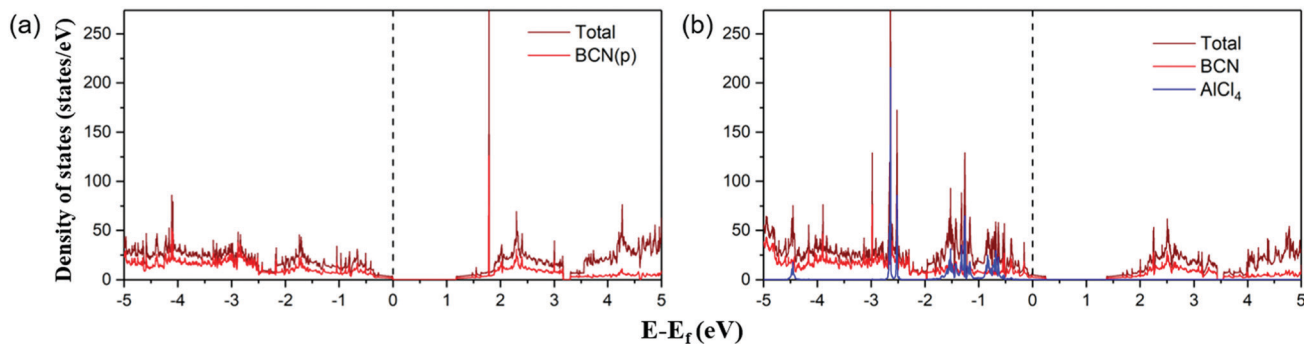 (a)
Density of states (states/eV)
250
200
150
100
50
0
Total
BCN(p)
-5 -4 -3 -2 -1 0 1 2 3 4 5
(b)
250
200
150
100
50
0
Total
BCN
AlCl₄
-5 -4 -3 -2 -1 0 1 2 3 4 5
E-E_f (eV)